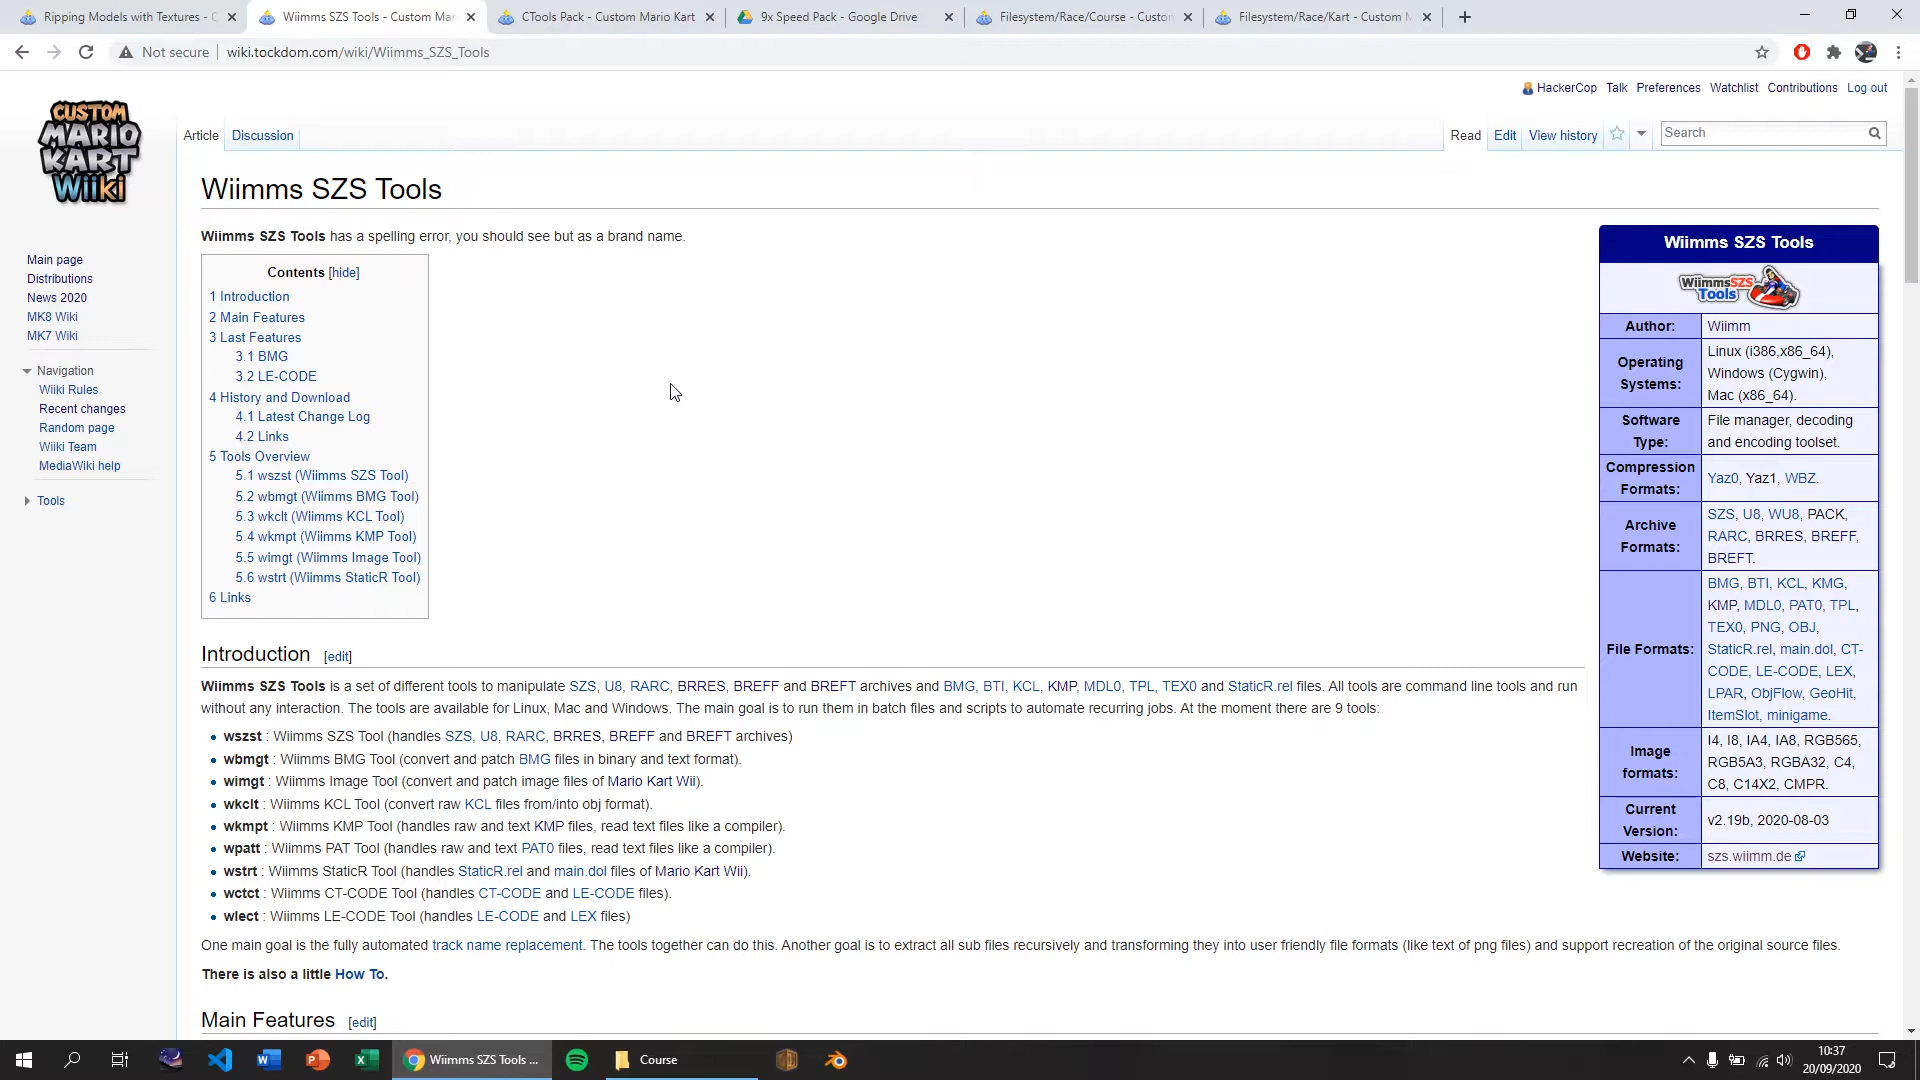 Ripping Models with Textures - C
Wiimms SZS Tools - Custom Mar
CTools Pack - Custom Mario Kart
9x Speed Pack - Google Drive
Filesystem/Race/Course - Custon
Filesystem/Race/Kart - Custom M
Not secure
wiki.tockdom.com/wiki/Wiimms_SZS_Tools
HackerCop Talk Preferences Watchlist Contributions Log out
CUSTOM
MARIO
KART
Wiiki
Article Discussion
Read Edit View history
Search
Wiimms SZS Tools
Wiimms SZS Tools has a spelling error, you should see but as a brand name.
Main page
Distributions
News 2020
MK8 Wiki
MK7 Wiki
Navigation
Wiiki Rules
Recent changes
Random page
Wiiki Team
MediaWiki help
Tools
Contents [hide]
1 Introduction
2 Main Features
3 Last Features
3.1 BMG
3.2 LE-CODE
4 History and Download
4.1 Latest Change Log
4.2 Links
5 Tools Overview
5.1 wszst (Wiimms SZS Tool)
5.2 wbmgt (Wiimms BMG Tool)
5.3 wkclt (Wiimms KCL Tool)
5.4 wkmpt (Wiimms KMP Tool)
5.5 wimgt (Wiimms Image Tool)
5.6 wstrt (Wiimms StaticR Tool)
6 Links
Wiimms SZS Tools
WiimmsSZS
Tools
Author: Wiimm
Operating Systems: Linux (i386,x86_64),
Windows (Cygwin),
Mac (x86_64).
Software Type: File manager, decoding
and encoding toolset.
Compression Formats: Yaz0, Yaz1, WBZ.
Archive Formats: SZS, U8, WU8, PACK,
RARC, BRRES, BREFF,
BREFT.
File Formats: BMG, BTI, KCL, KMG,
KMP, MDL0, PAT0, TPL,
TEX0, PNG, OBJ,
StaticR.rel, main.dol, CT-
CODE, LE-CODE, LEX,
LPAR, ObjFlow, GeoHit,
ItemSlot, minigame.
Image formats: I4, I8, IA4, IA8, RGB565,
RGB5A3, RGBA32, C4,
C8, C14X2, CMPR.
Current Version: v2.19b, 2020-08-03
Website: szs.wiimm.de
Introduction [edit]
Wiimms SZS Tools is a set of different tools to manipulate SZS, U8, RARC, BRRES, BREFF and BREFT archives and BMG, BTI, KCL, KMP, MDL0, TPL, TEX0 and StaticR.rel files. All tools are command line tools and run
without any interaction. The tools are available for Linux, Mac and Windows. The main goal is to run them in batch files and scripts to automate recurring jobs. At the moment there are 9 tools:
wszst : Wiimms SZS Tool (handles SZS, U8, RARC, BRRES, BREFF and BREFT archives)
wbmgt : Wiimms BMG Tool (convert and patch BMG files in binary and text format).
wimgt : Wiimms Image Tool (convert and patch image files of Mario Kart Wii).
wkclt : Wiimms KCL Tool (convert raw KCL files from/into obj format).
wkmpt : Wiimms KMP Tool (handles raw and text KMP files, read text files like a compiler).
wpatt : Wiimms PAT Tool (handles raw and text PAT0 files, read text files like a compiler).
wstrt : Wiimms StaticR Tool (handles StaticR.rel and main.dol files of Mario Kart Wii).
wctct : Wiimms CT-CODE Tool (handles CT-CODE and LE-CODE files).
wlect : Wiimms LE-CODE Tool (handles LE-CODE and LEX files)
One main goal is the fully automated track name replacement. The tools together can do this. Another goal is to extract all sub files recursively and transforming they into user friendly file formats (like text of png files) and support recreation of the original source files.
There is also a little How To.
Main Features [edit]
Wiimms SZS Tools ...
Course
10:37
20/09/2020